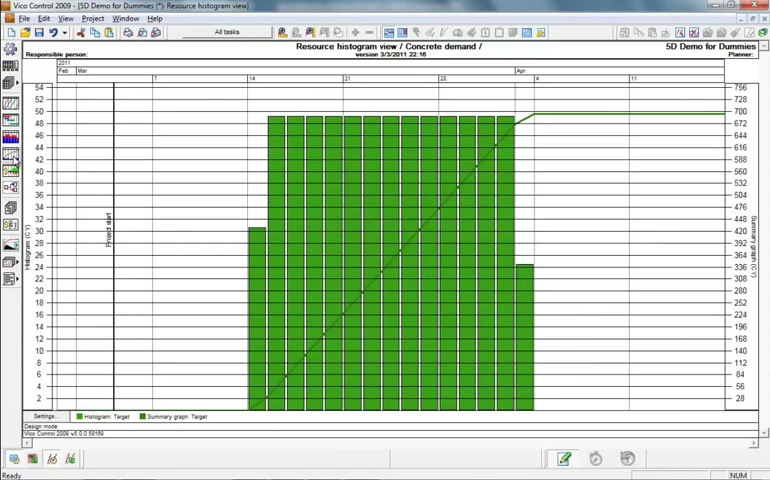 Vico Control 2009 - [5D Demo for Dummies (*): Resource histogram view]
File Edit View Project Window Help
All tasks
Responsible person:
Resource histogram view / Concrete demand /
version 3/3/2011 22:16
5D Demo for Dummies
Planner:
2011
Feb Mar Apr
7 14 21 28 4 11
54 756
52 728
50 700
48 672
46 644
44 616
42 588
40 560
38 532
36 504
34 476
32 448
30 420
28 392
26 364
24 336
22 308
20 280
18 252
16 224
14 196
12 168
10 140
8 112
6 84
4 56
2 28
Histogram (CY)
Project start
Summary graph (CY)
Settings... Histogram: Target Summary graph: Target
Design mode
Vico Control 2009 v5.0.0.58169
Ready NUM